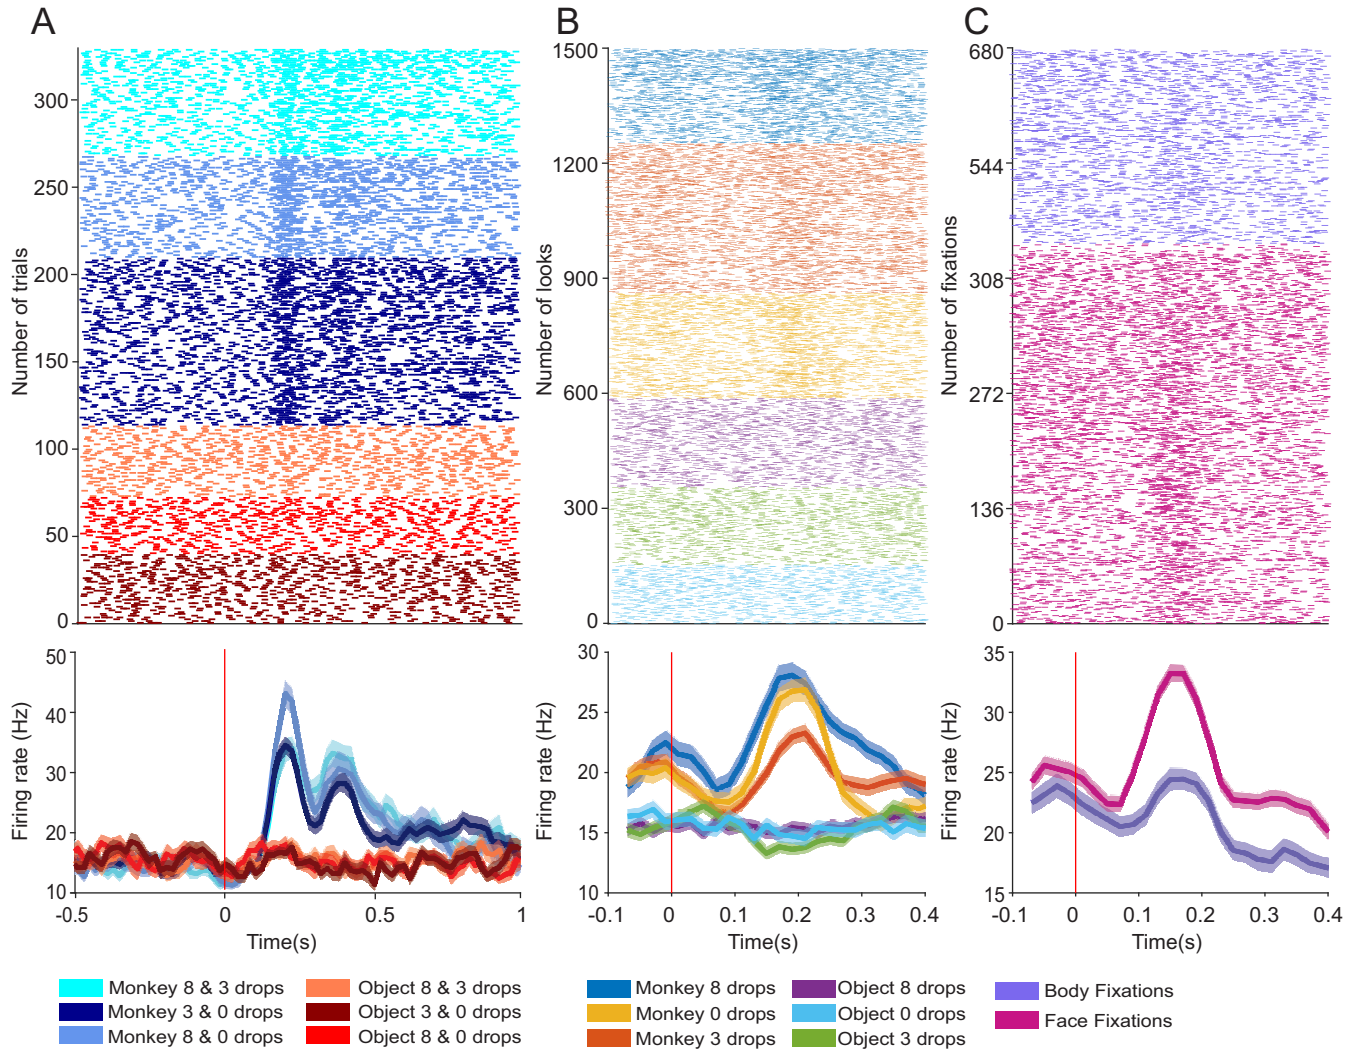 A
B
C
Number of trials
300
250
200
150
100
50
0
Number of looks
1500
1200
900
600
300
0
Number of fixations
680
544
308
272
136
0
Firing rate (Hz)
50
40
30
20
10
-0.5
0
0.5
1
Time(s)
Firing rate (Hz)
30
25
20
15
10
-0.1
0
0.1
0.2
0.3
0.4
Time(s)
Firing rate (Hz)
35
30
25
20
15
-0.1
0
0.1
0.2
0.3
0.4
Time(s)
Monkey 8 & 3 drops
Monkey 3 & 0 drops
Monkey 8 & 0 drops
Object 8 & 3 drops
Object 3 & 0 drops
Object 8 & 0 drops
Monkey 8 drops
Monkey 0 drops
Monkey 3 drops
Object 8 drops
Object 0 drops
Object 3 drops
Body Fixations
Face Fixations